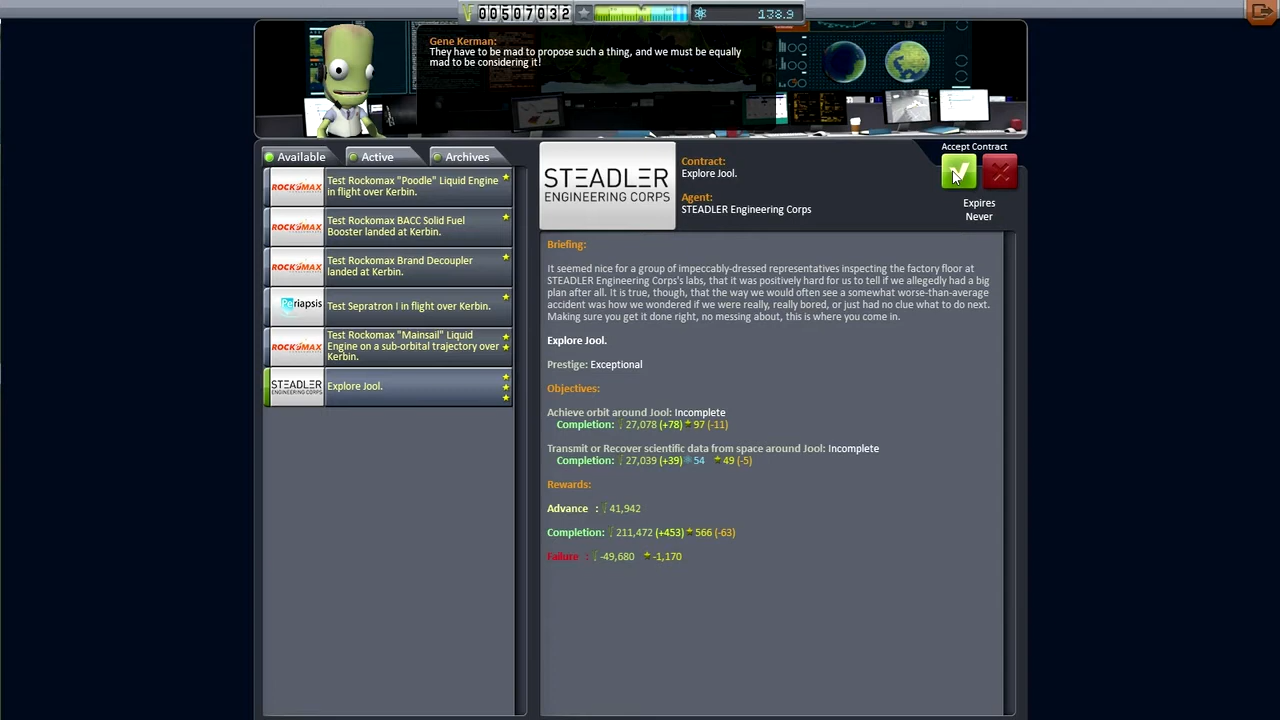 00507032
138.9
Gene Kerman:
They have to be mad to propose such a thing, and we must be equally
mad to be considering it!
Available
Active
Archives
ROCKOMAX
Test Rockomax "Poodle" Liquid Engine
in flight over Kerbin.
ROCKOMAX
Test Rockomax BACC Solid Fuel
Booster landed at Kerbin.
ROCKOMAX
Test Rockomax Brand Decoupler
landed at Kerbin.
Periapsis
Test Sepratron I in flight over Kerbin.
ROCKOMAX
Test Rockomax "Mainsail" Liquid
Engine on a sub-orbital trajectory over
Kerbin.
STEADLER
ENGINEERING CORPS
Explore Jool.
STEADLER
ENGINEERING CORPS
Contract:
Explore Jool.
Agent:
STEADLER Engineering Corps
Accept Contract
Expires
Never
Briefing:
It seemed nice for a group of impeccably-dressed representatives inspecting the factory floor at
STEADLER Engineering Corps's labs, that it was positively hard for us to tell if we allegedly had a big
plan after all. It is true, though, that the way we would often see a somewhat worse-than-average
accident was how we wondered if we were really, really bored, or just had no clue what to do next.
Making sure you get it done right, no messing about, this is where you come in.
Explore Jool.
Prestige: Exceptional
Objectives:
Achieve orbit around Jool: Incomplete
Completion: 27,078 (+78) 97 (-11)
Transmit or Recover scientific data from space around Jool: Incomplete
Completion: 27,039 (+39) 54 49 (-5)
Rewards:
Advance : 41,942
Completion: 211,472 (+453) 566 (-63)
Failure : -49,680 -1,170